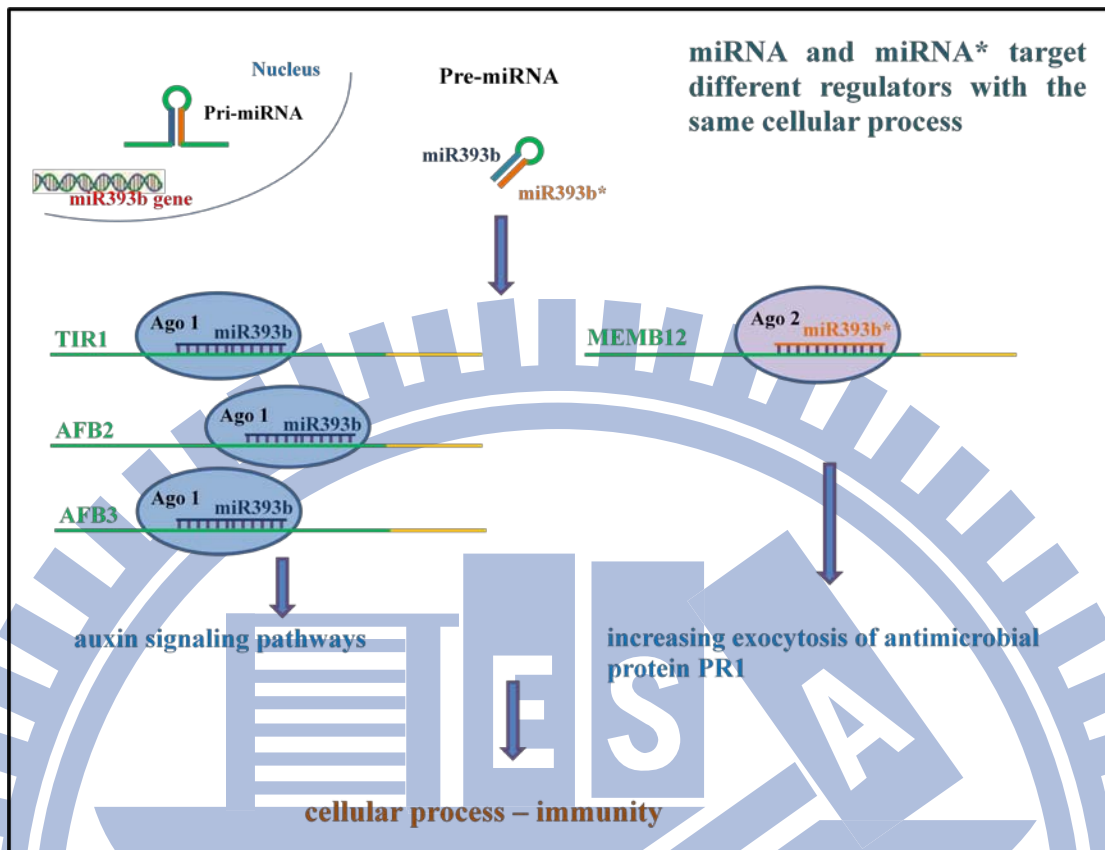 miRNA and miRNA* target
different regulators with the
same cellular process
Nucleus
Pri-miRNA
miR393b gene
Pre-miRNA
miR393b
miR393b*
TIR1
Ago 1
miR393b
AFB2
Ago 1
miR393b
AFB3
Ago 1
miR393b
MEMB12
Ago 2
miR393b*
auxin signaling pathways
increasing exocytosis of antimicrobial
protein PR1
cellular process – immunity
E
S
A